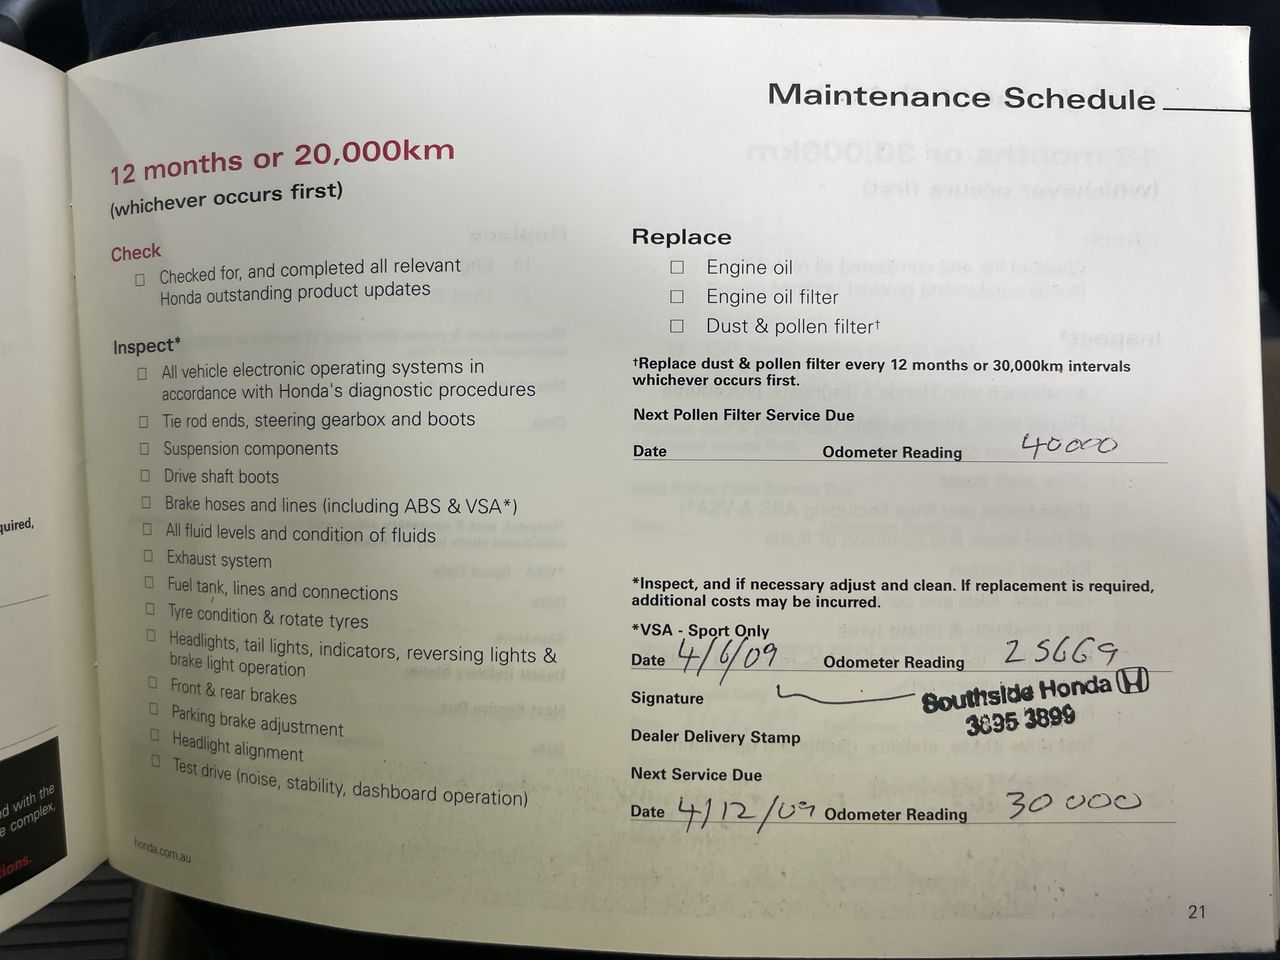 Maintenance Schedule
12 months or 20,000km
(whichever occurs first)
Check
Checked for, and completed all relevant
Honda outstanding product updates
Inspect*
All vehicle electronic operating systems in
accordance with Honda's diagnostic procedures
Tie rod ends, steering gearbox and boots
Suspension components
Drive shaft boots
Brake hoses and lines (including ABS & VSA*)
All fluid levels and condition of fluids
Exhaust system
Fuel tank, lines and connections
Tyre condition & rotate tyres
Headlights, tail lights, indicators, reversing lights &
brake light operation
Front & rear brakes
Parking brake adjustment
Headlight alignment
Test drive (noise, stability, dashboard operation)
honda.com.au
Replace
Engine oil
Engine oil filter
Dust & pollen filter†
†Replace dust & pollen filter every 12 months or 30,000km intervals
whichever occurs first.
Next Pollen Filter Service Due
Date Odometer Reading 40000
*Inspect, and if necessary adjust and clean. If replacement is required,
additional costs may be incurred.
*VSA - Sport Only
Date 4/6/09 Odometer Reading 25669
Signature
Southside Honda
3895 3899
Dealer Delivery Stamp
Next Service Due
Date 4/12/09 Odometer Reading 30000
21
quired,
d with the
e complex,
tions.